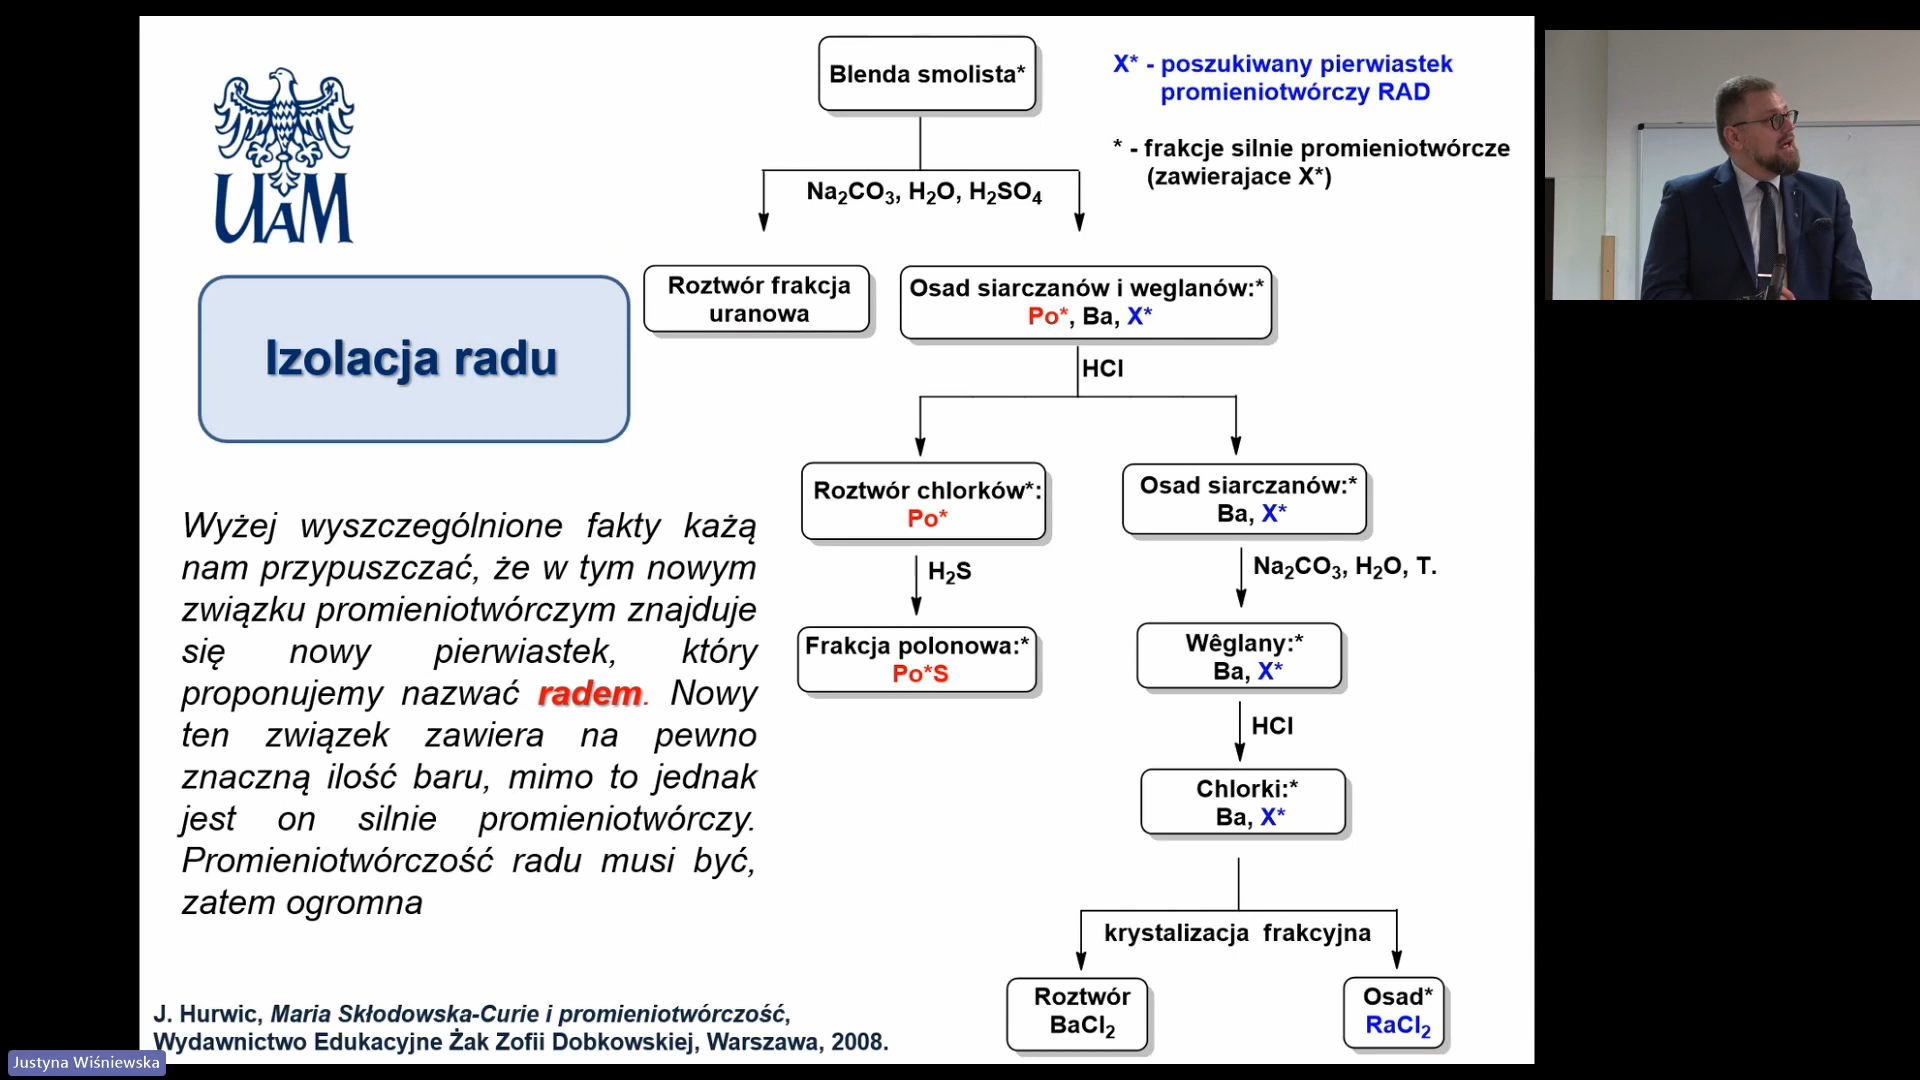 UAM
Izolacja radu
Wyżej wyszczególnione fakty każą
nam przypuszczać, że w tym nowym
związku promieniotwórczym znajduje
się nowy pierwiastek, który
proponujemy nazwać radem. Nowy
ten związek zawiera na pewno
znaczną ilość baru, mimo to jednak
jest on silnie promieniotwórczy.
Promieniotwórczość radu musi być,
zatem ogromna
J. Hurwic, Maria Skłodowska-Curie i promieniotwórczość,
Wydawnictwo Edukacyjne Żak Zofii Dobkowskiej, Warszawa, 2008.
Blenda smolista*
X* - poszukiwany pierwiastek
promieniotwórczy RAD
* - frakcje silnie promieniotwórcze
(zawierajace X*)
Na₂CO₃, H₂O, H₂SO₄
Roztwór frakcja
uranowa
Osad siarczanów i weglanów:*
Po*, Ba, X*
HCl
Roztwór chlorków*:
Po*
Osad siarczanów:*
Ba, X*
H₂S
Na₂CO₃, H₂O, T.
Frakcja polonowa:*
Po*S
Wêglany:*
Ba, X*
HCl
Chlorki:*
Ba, X*
krystalizacja frakcyjna
Roztwór
BaCl₂
Osad*
RaCl₂
Justyna Wiśniewska